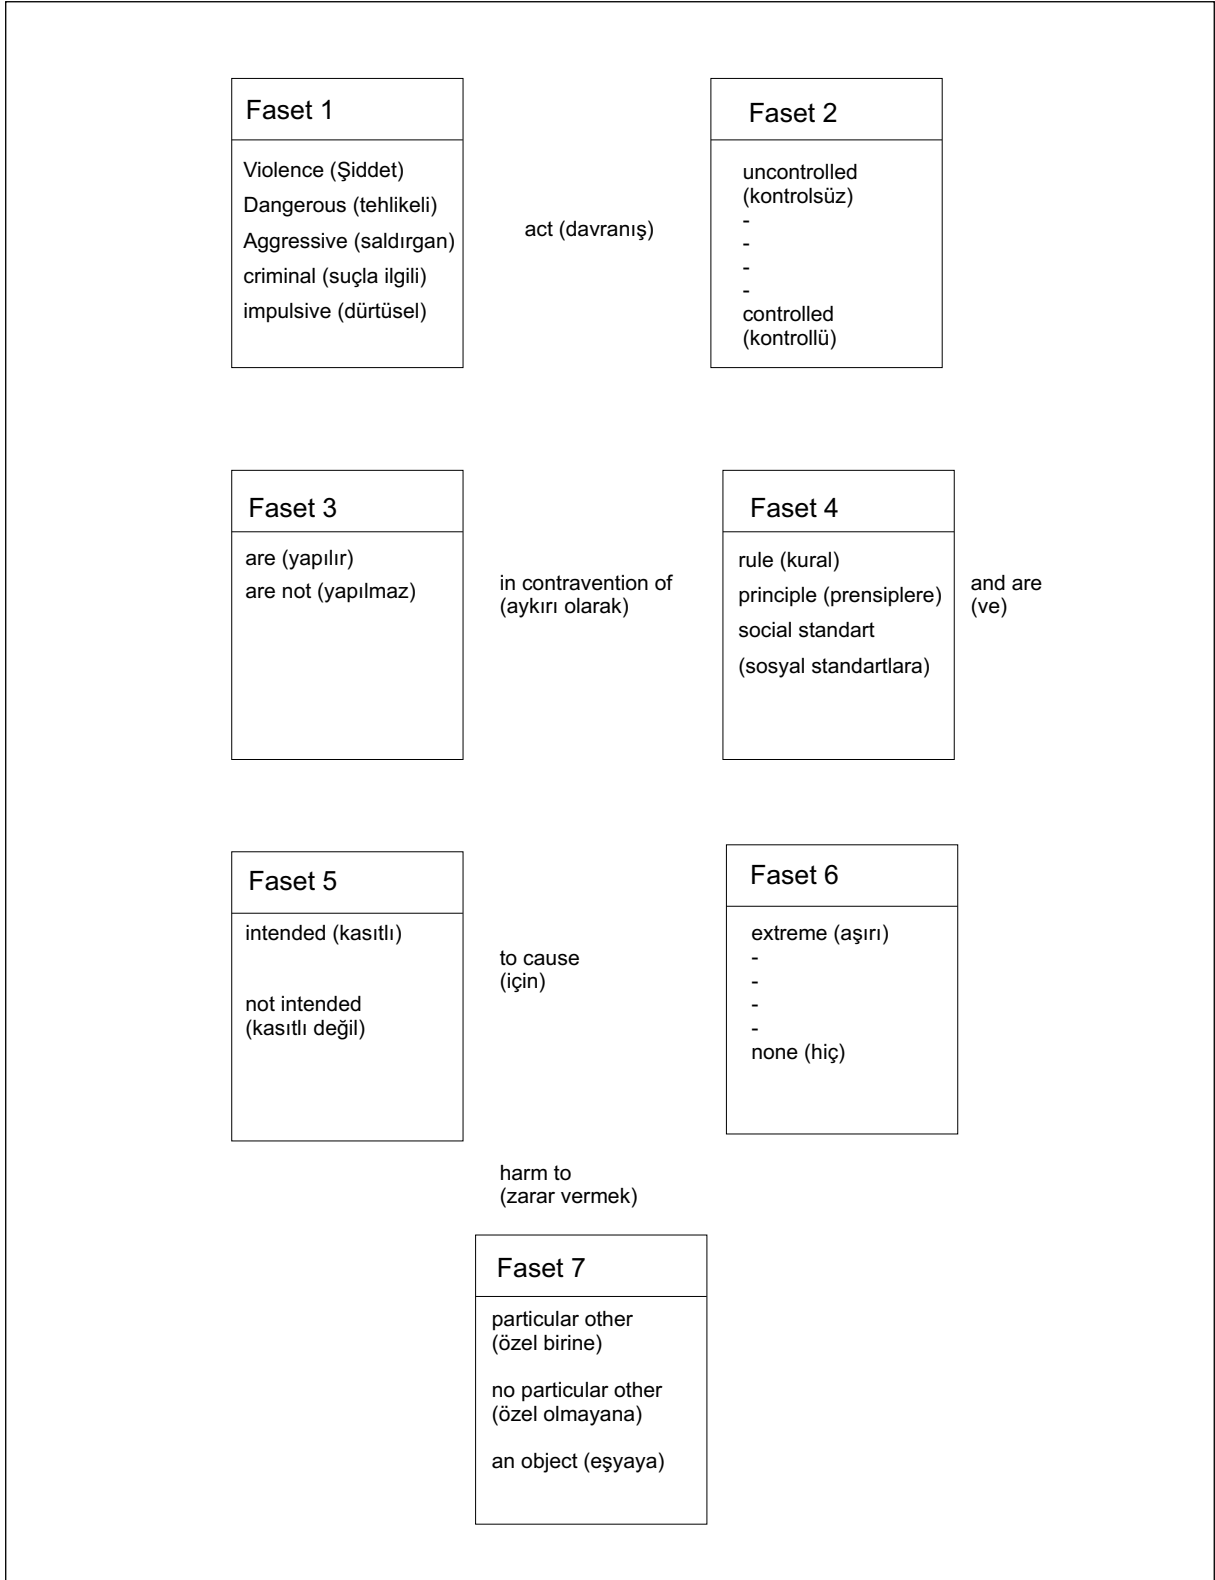 Faset 1
Violence (Şiddet)
Dangerous (tehlikeli)
Aggressive (saldırgan)
criminal (suçla ilgili)
impulsive (dürtüsel)
act (davranış)
Faset 2
uncontrolled
(kontrolsüz)
-
-
-
-
controlled
(kontrollü)
Faset 3
are (yapılır)
are not (yapılmaz)
in contravention of
(aykırı olarak)
Faset 4
rule (kural)
principle (prensiplere)
social standart
(sosyal standartlara)
and are
(ve)
Faset 5
intended (kasıtlı)
not intended
(kasıtlı değil)
to cause
(için)
Faset 6
extreme (aşırı)
-
-
-
-
none (hiç)
harm to
(zarar vermek)
Faset 7
particular other
(özel birine)
no particular other
(özel olmayana)
an object (eşyaya)